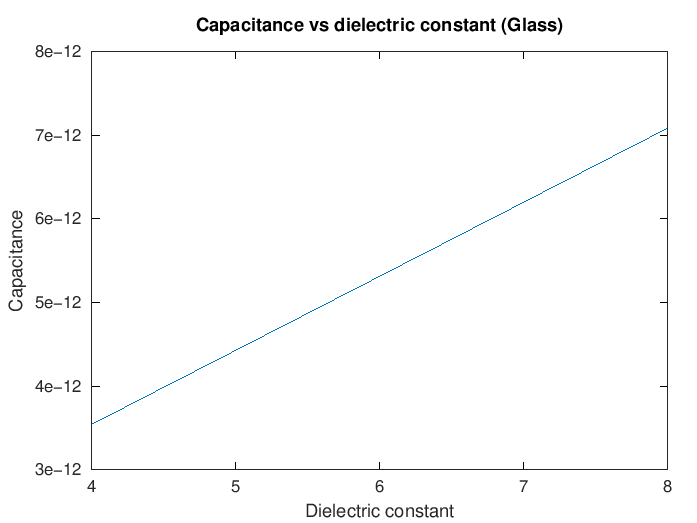 Capacitance vs dielectric constant (Glass)
8e−12
7e−12
6e−12
5e−12
4e−12
3e−12
Capacitance
4 5 6 7 8
Dielectric constant